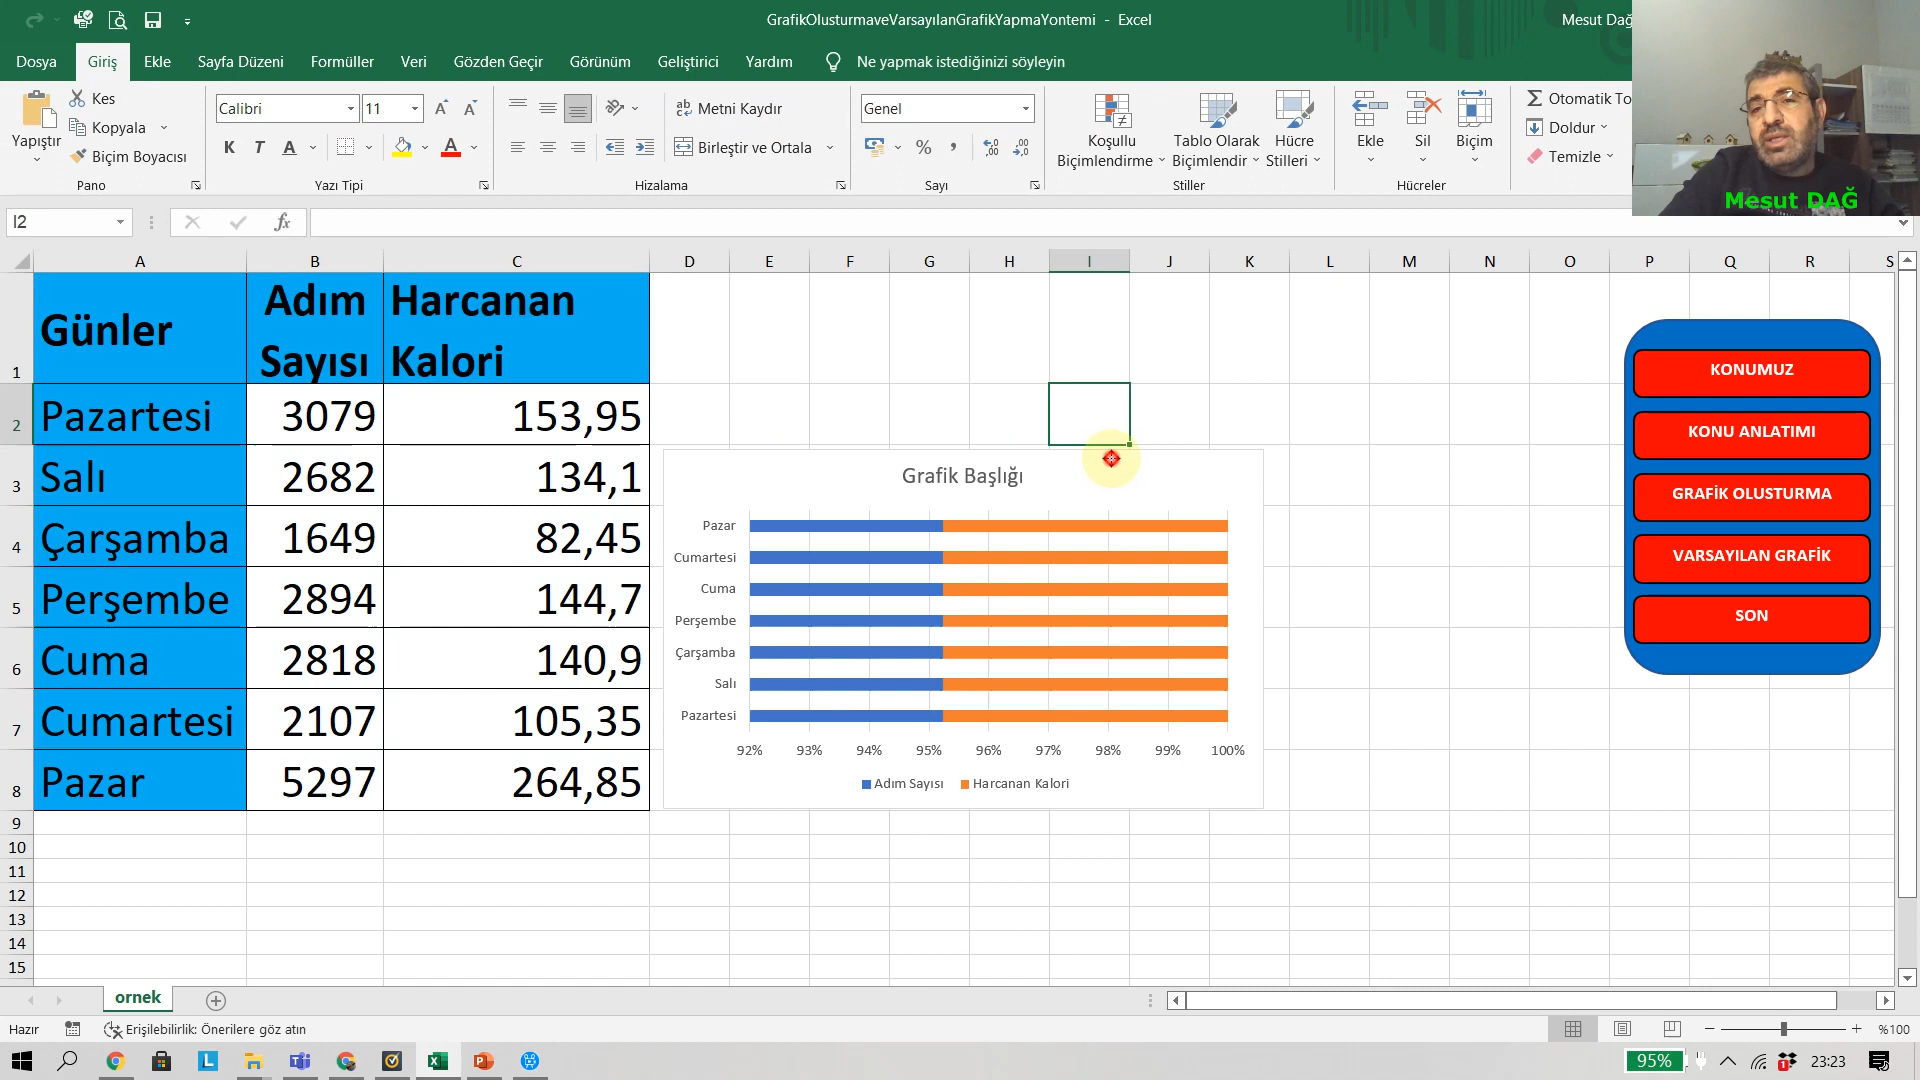 GrafikOlusturmaveVarsayılanGrafikYapmaYontemi - Excel
Mesut Dağ
Dosya Giriş Ekle Sayfa Düzeni Formüller Veri Gözden Geçir Görünüm Geliştirici Yardım Ne yapmak istediğinizi söyleyin
Yapıştır
Kes
Kopyala
Biçim Boyacısı
Pano
Calibri 11
K T A
Yazı Tipi
Metni Kaydır
Birleştir ve Ortala
Hizalama
Genel
Sayı
Koşullu Biçimlendirme
Tablo Olarak Biçimlendir
Hücre Stilleri
Stiller
Ekle Sil Biçim
Hücreler
Otomatik To
Doldur
Temizle
Mesut DAĞ
I2
fx
A B C D E F G H I J K L M N O P Q R S
1 Günler Adım Sayısı Harcanan Kalori
2 Pazartesi 3079 153,95
3 Salı 2682 134,1
4 Çarşamba 1649 82,45
5 Perşembe 2894 144,7
6 Cuma 2818 140,9
7 Cumartesi 2107 105,35
8 Pazar 5297 264,85
9
10
11
12
13
14
15
Grafik Başlığı
Pazar
Cumartesi
Cuma
Perşembe
Çarşamba
Salı
Pazartesi
92% 93% 94% 95% 96% 97% 98% 99% 100%
Adım Sayısı Harcanan Kalori
KONUMUZ
KONU ANLATIMI
GRAFİK OLUSTURMA
VARSAYILAN GRAFİK
SON
ornek
Hazır Erişilebilirlik: Önerilere göz atın
%100
95%
23:23